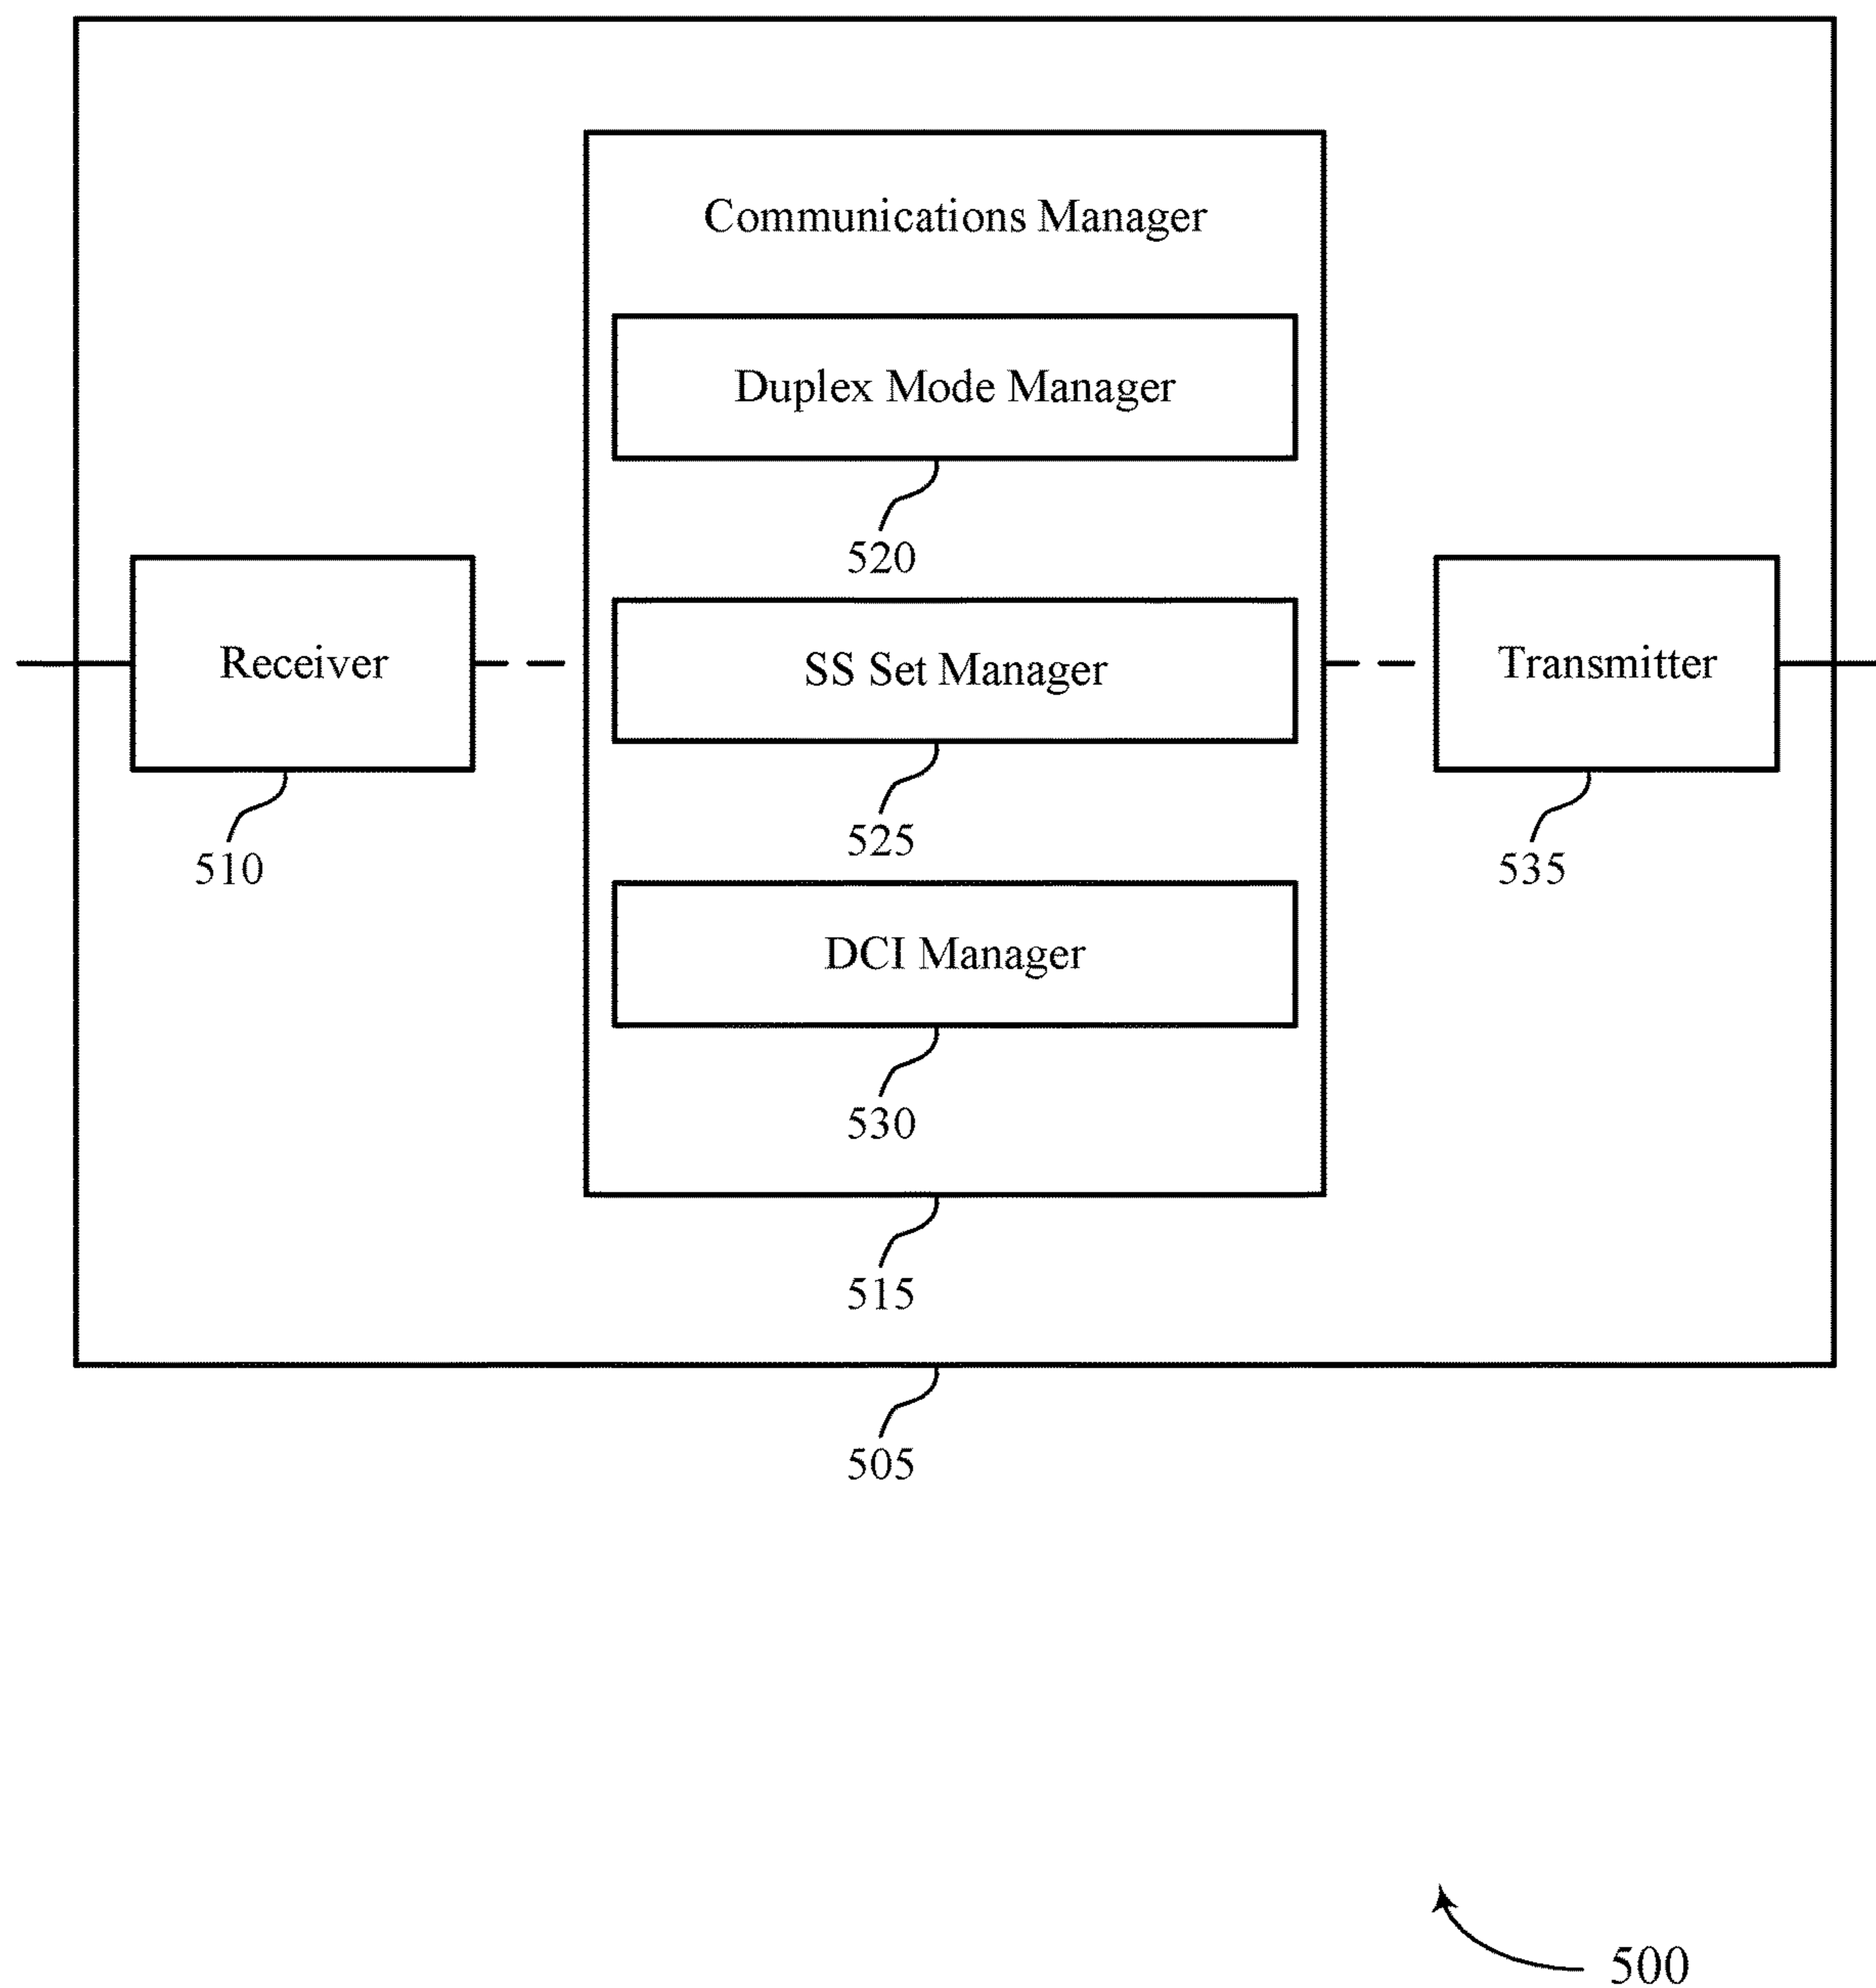 Communications Manager
Duplex Mode Manager
520
Receiver
510
SS Set Manager
525
Transmitter
535
DCI Manager
530
515
505
500